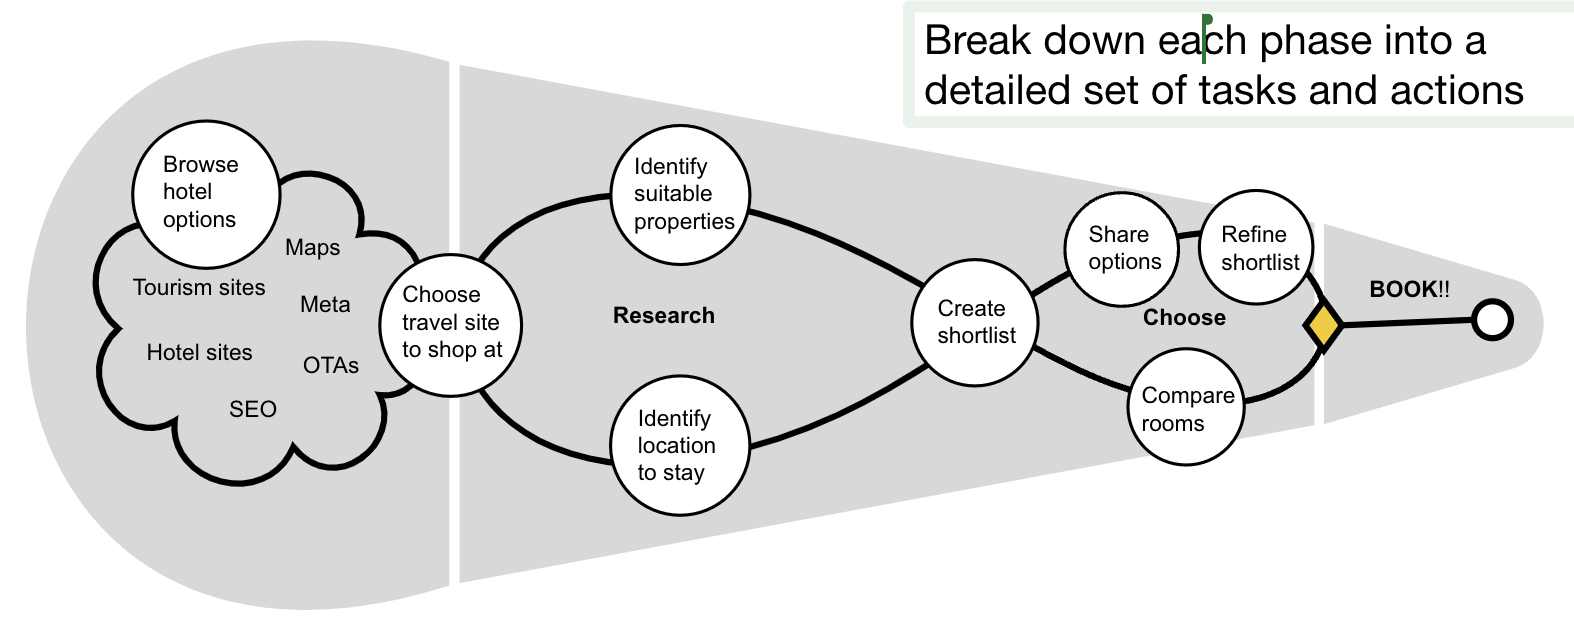 Break down each phase into a
detailed set of tasks and actions
Browse
hotel
options
Maps
Tourism sites
Meta
Hotel sites
OTAs
SEO
Choose
travel site
to shop at
Identify
suitable
properties
Research
Identify
location
to stay
Create
shortlist
Share
options
Refine
shortlist
Choose
Compare
rooms
BOOK!!